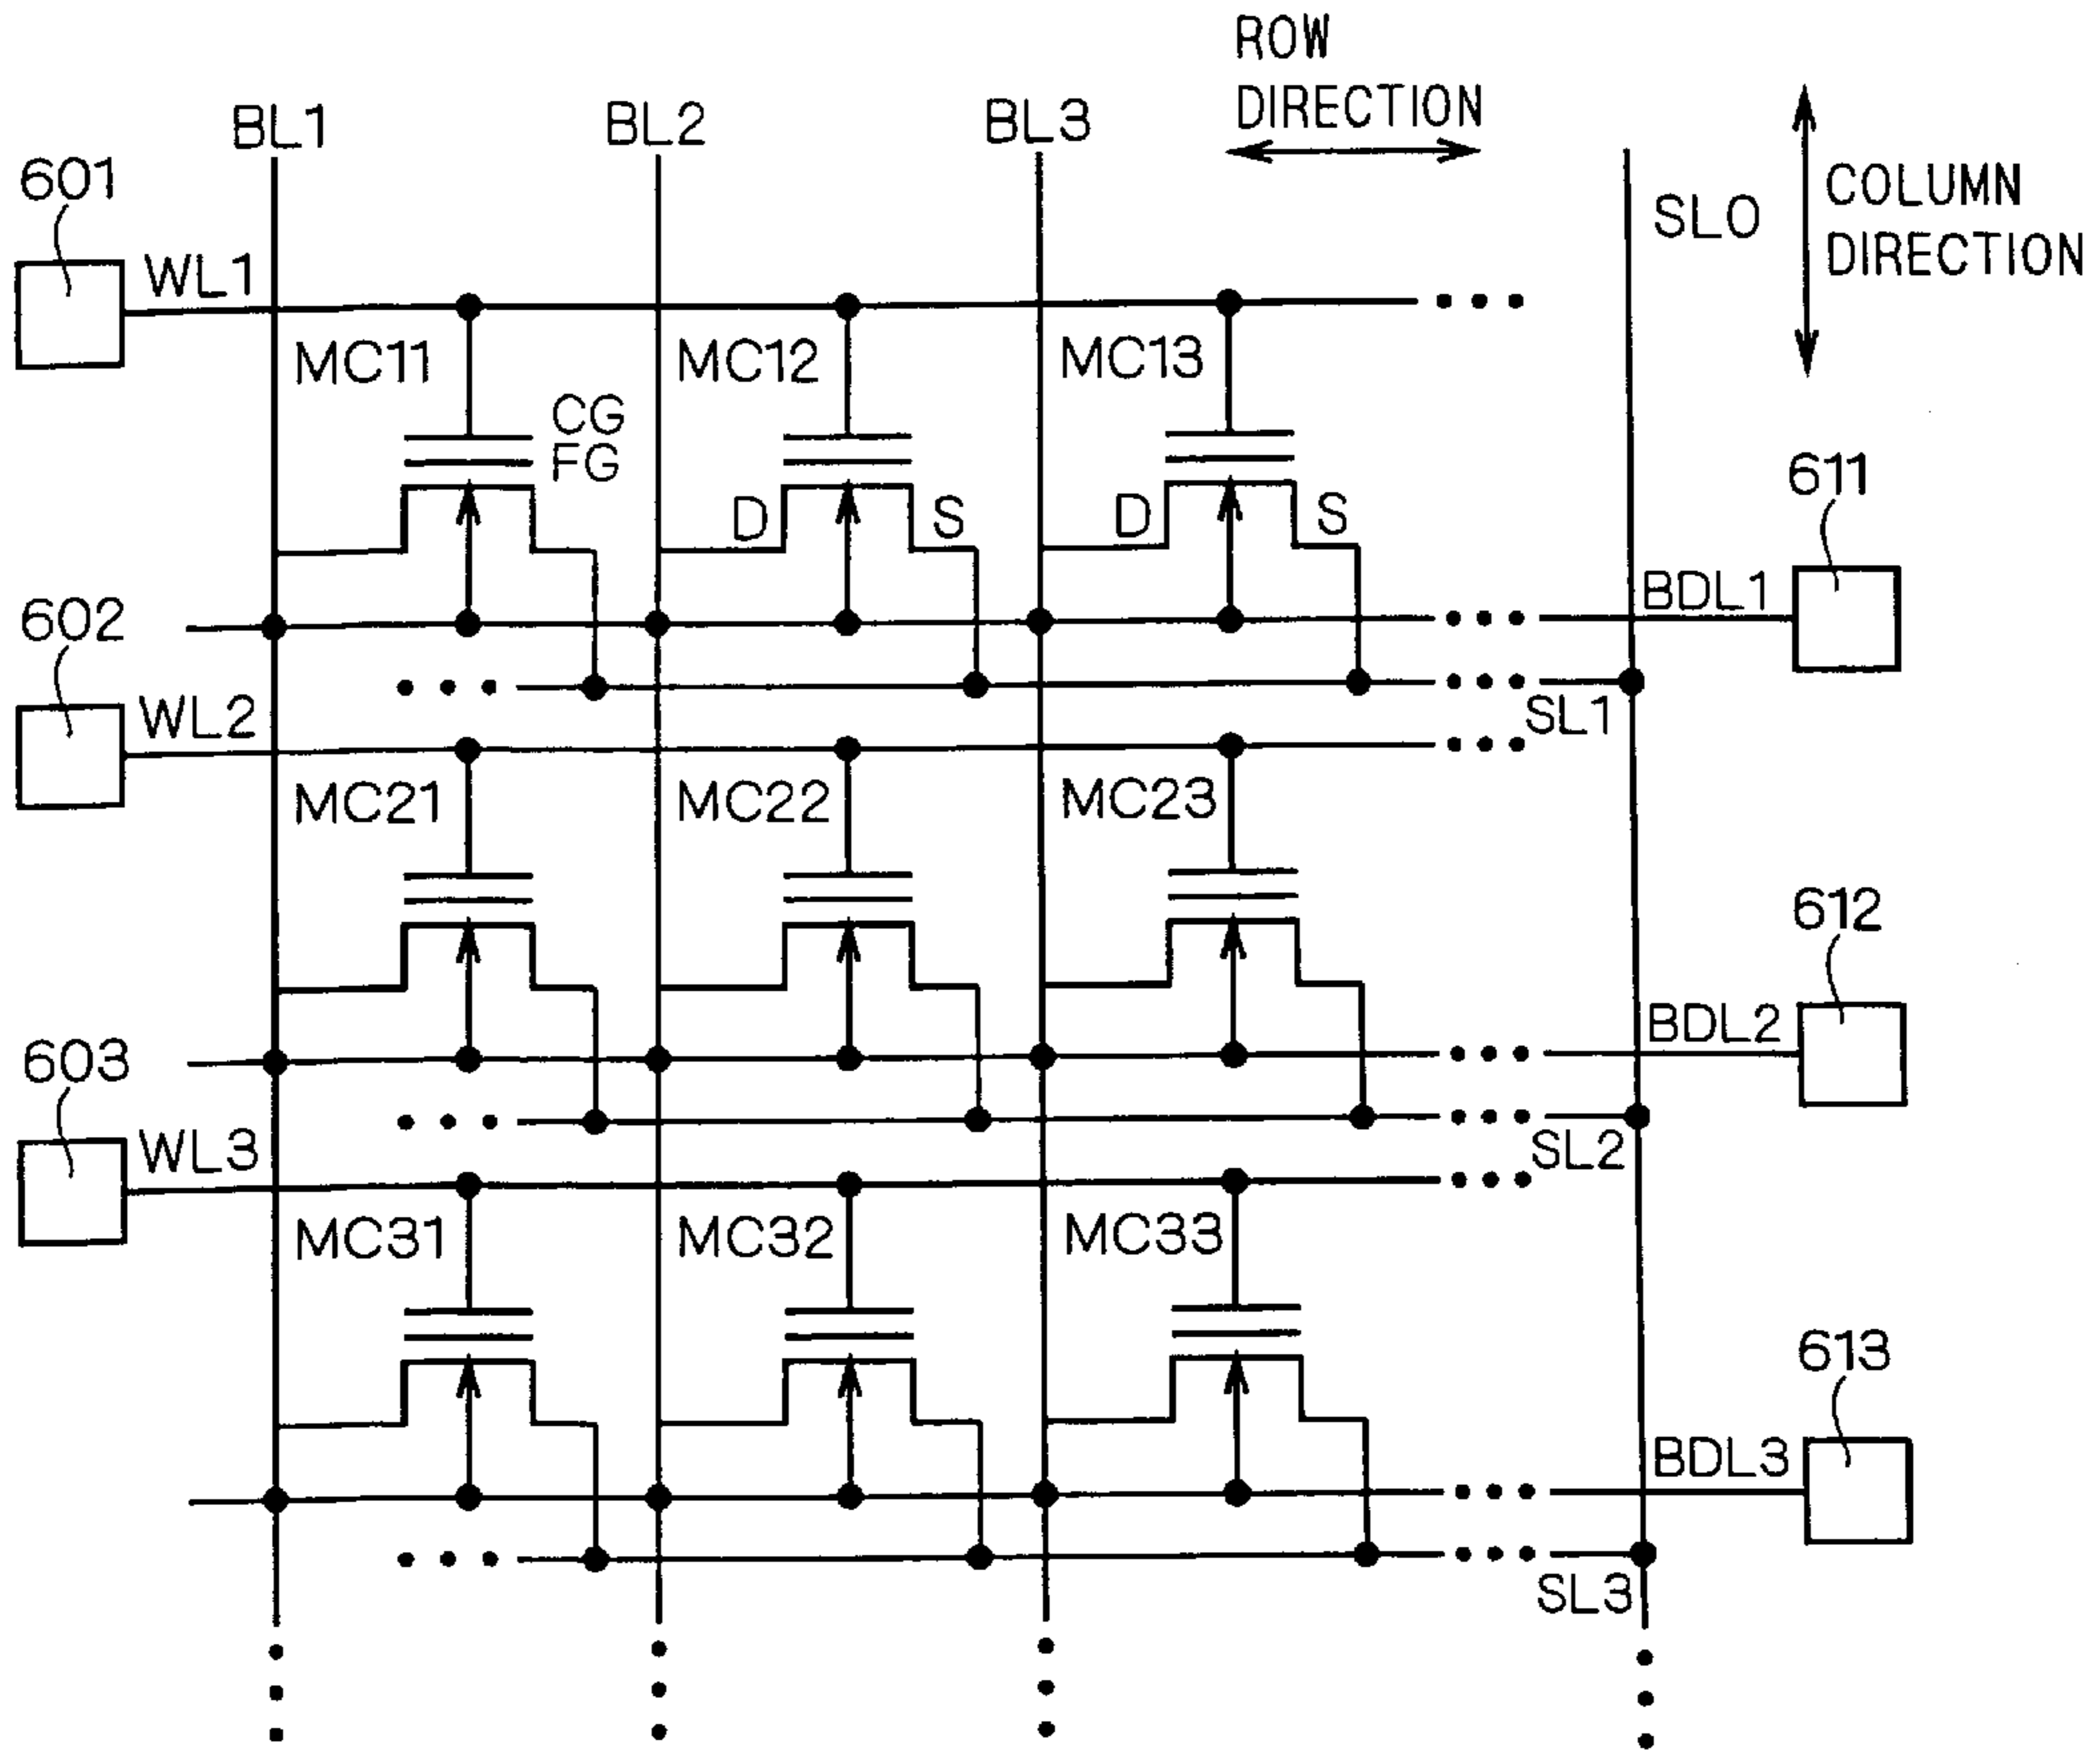 ROW
DIRECTION
BL1 BL2 BL3
COLUMN
DIRECTION
SL0
601
WL1
MC11 MC12 MC13
CG
FG
D S D S
611
BDL1
602
SL1
WL2
MC21 MC22 MC23
612
BDL2
603
SL2
WL3
MC31 MC32 MC33
613
BDL3
SL3